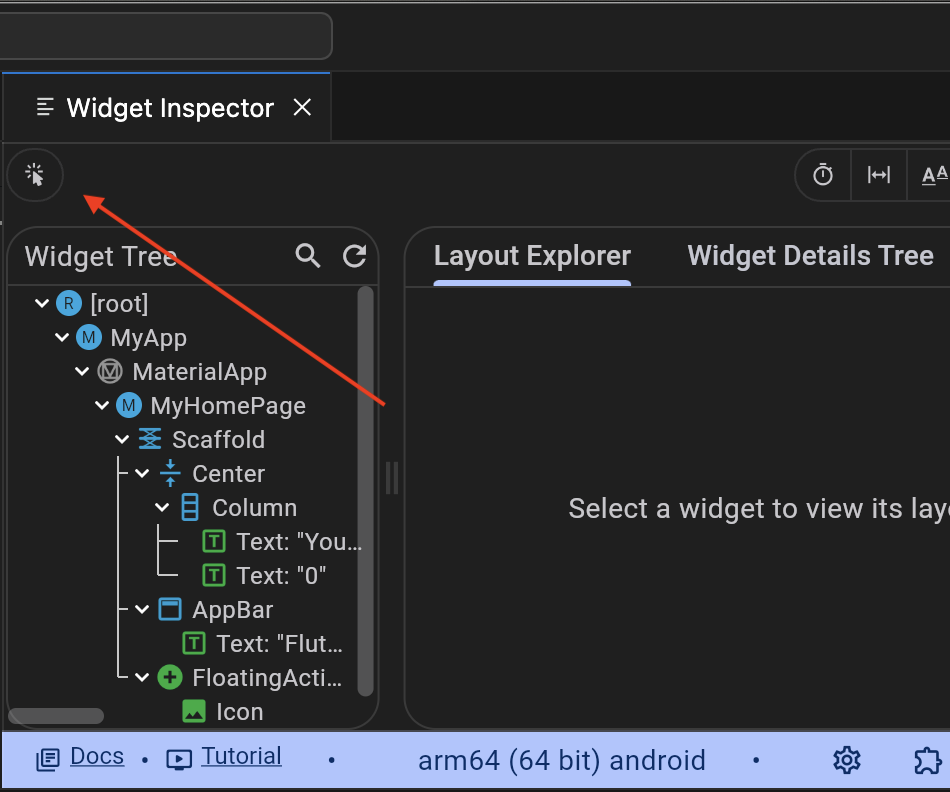 Widget Inspector
AA
Widget Tree
Layout Explorer
Widget Details Tree
R [root]
M MyApp
MaterialApp
M MyHomePage
Scaffold
Center
Column
T Text: "You...
T Text: "0"
AppBar
T Text: "Flut...
FloatingActi...
Icon
Select a widget to view its lay
Docs • Tutorial • arm64 (64 bit) android •